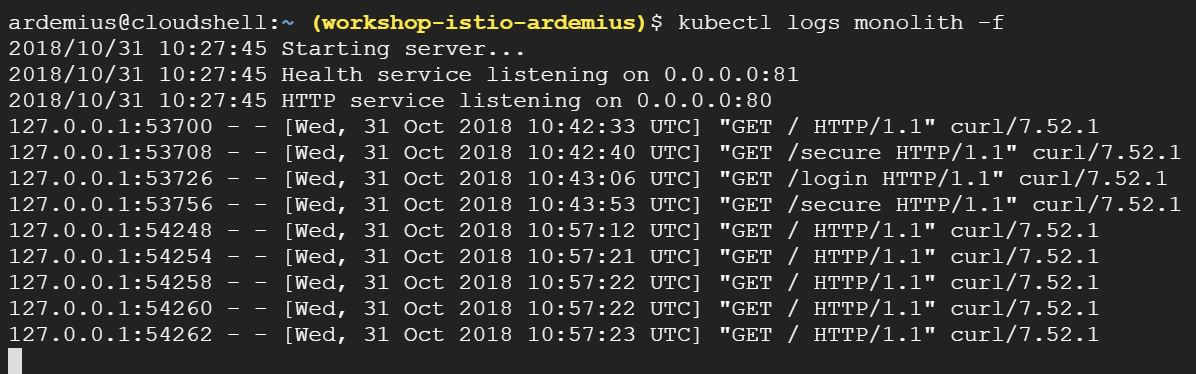 ardemius@cloudshell:~ (workshop-istio-ardemius)$ kubectl logs monolith -f
2018/10/31 10:27:45 Starting server...
2018/10/31 10:27:45 Health service listening on 0.0.0.0:81
2018/10/31 10:27:45 HTTP service listening on 0.0.0.0:80
127.0.0.1:53700 - - [Wed, 31 Oct 2018 10:42:33 UTC] "GET / HTTP/1.1" curl/7.52.1
127.0.0.1:53708 - - [Wed, 31 Oct 2018 10:42:40 UTC] "GET /secure HTTP/1.1" curl/7.52.1
127.0.0.1:53726 - - [Wed, 31 Oct 2018 10:43:06 UTC] "GET /login HTTP/1.1" curl/7.52.1
127.0.0.1:53756 - - [Wed, 31 Oct 2018 10:43:53 UTC] "GET /secure HTTP/1.1" curl/7.52.1
127.0.0.1:54248 - - [Wed, 31 Oct 2018 10:57:12 UTC] "GET / HTTP/1.1" curl/7.52.1
127.0.0.1:54254 - - [Wed, 31 Oct 2018 10:57:21 UTC] "GET / HTTP/1.1" curl/7.52.1
127.0.0.1:54258 - - [Wed, 31 Oct 2018 10:57:22 UTC] "GET / HTTP/1.1" curl/7.52.1
127.0.0.1:54260 - - [Wed, 31 Oct 2018 10:57:22 UTC] "GET / HTTP/1.1" curl/7.52.1
127.0.0.1:54262 - - [Wed, 31 Oct 2018 10:57:23 UTC] "GET / HTTP/1.1" curl/7.52.1